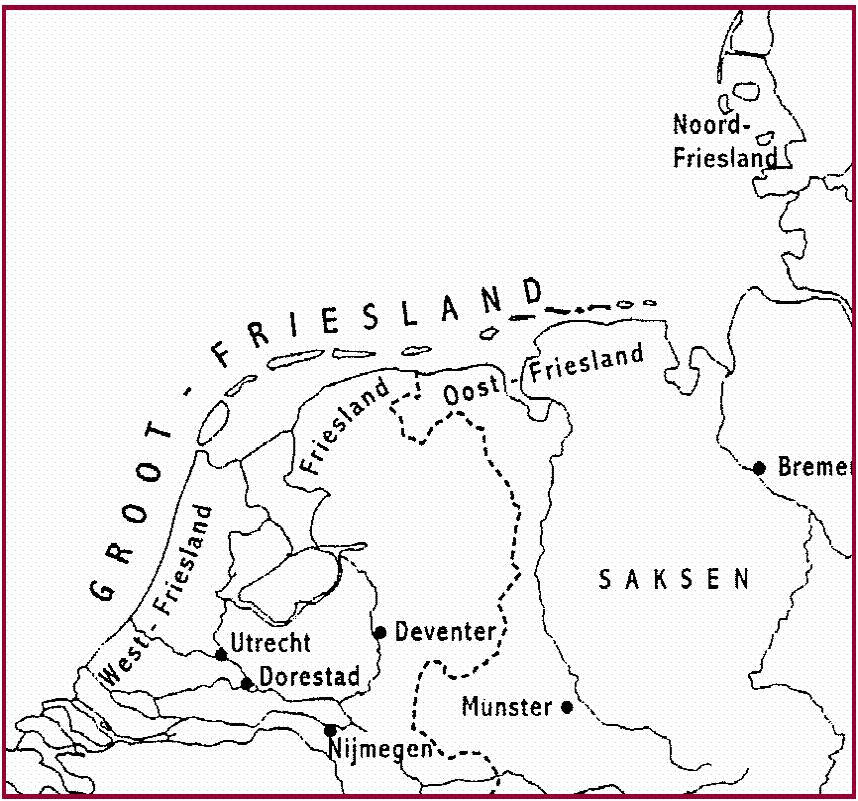 Noord-
Friesland
GROOT - FRIESLAND
Oost - Friesland
Friesland
West - Friesland
Bremen
SAKSEN
Utrecht
Deventer
Dorestad
Munster
Nijmegen